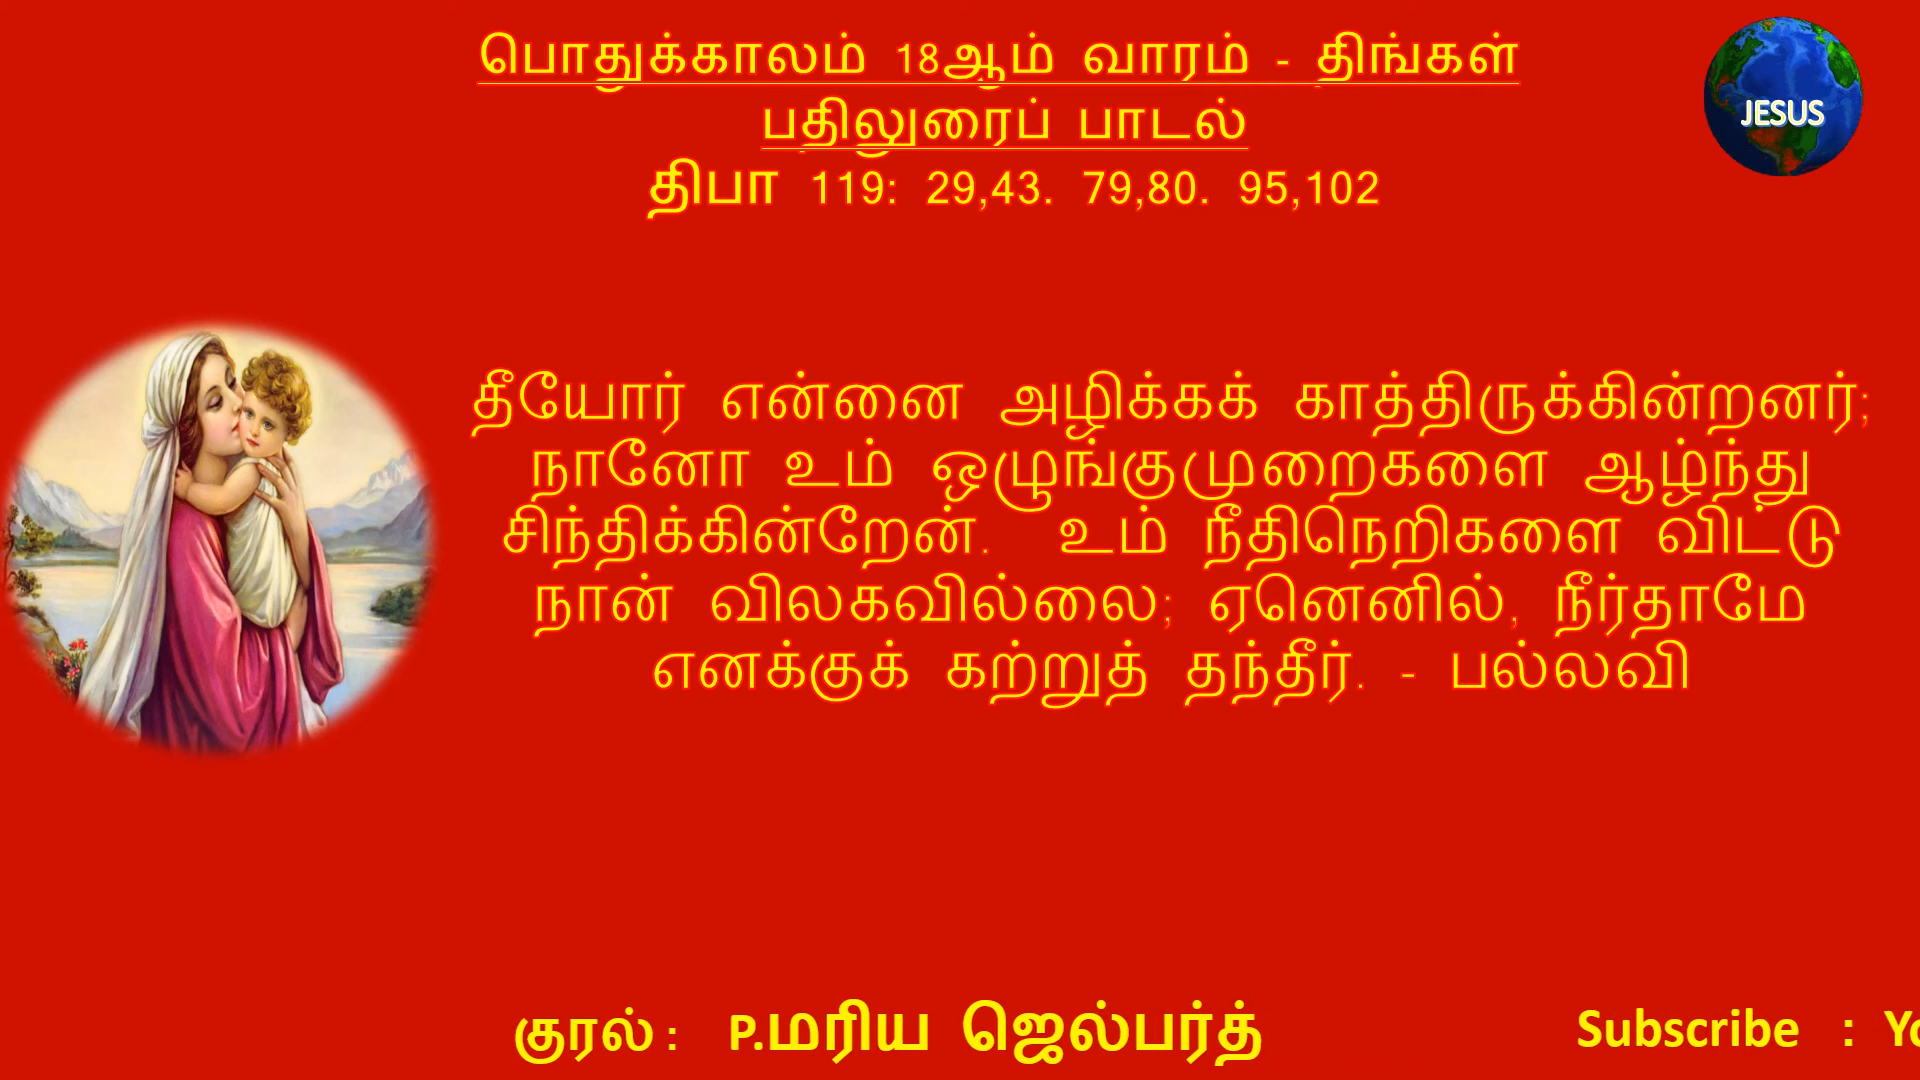 பொதுக்காலம் 18ஆம் வாரம் - திங்கள்
பதிலுரைப் பாடல்
திபா 119: 29,43. 79,80. 95,102
JESUS
தீயோர் என்னை அழிக்கக் காத்திருக்கின்றனர்;
நானோ உம் ஒழுங்குமுறைகளை ஆழ்ந்து
சிந்திக்கின்றேன். உம் நீதிநெறிகளை விட்டு
நான் விலகவில்லை; ஏனெனில், நீர்தாமே
எனக்குக் கற்றுத் தந்தீர். - பல்லவி
குரல் : P.மரிய ஜெல்பர்த்
Subscribe :